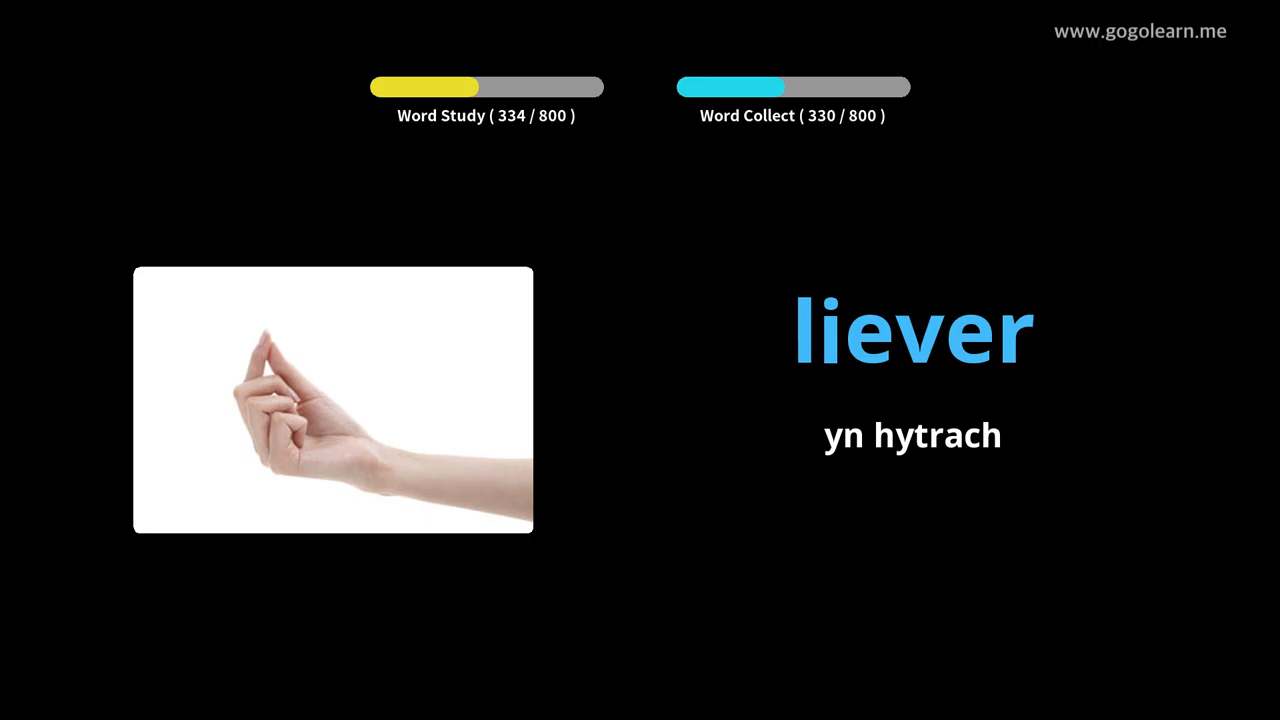 www.gogolearn.me
Word Study ( 334 / 800 )
Word Collect ( 330 / 800 )
liever
yn hytrach